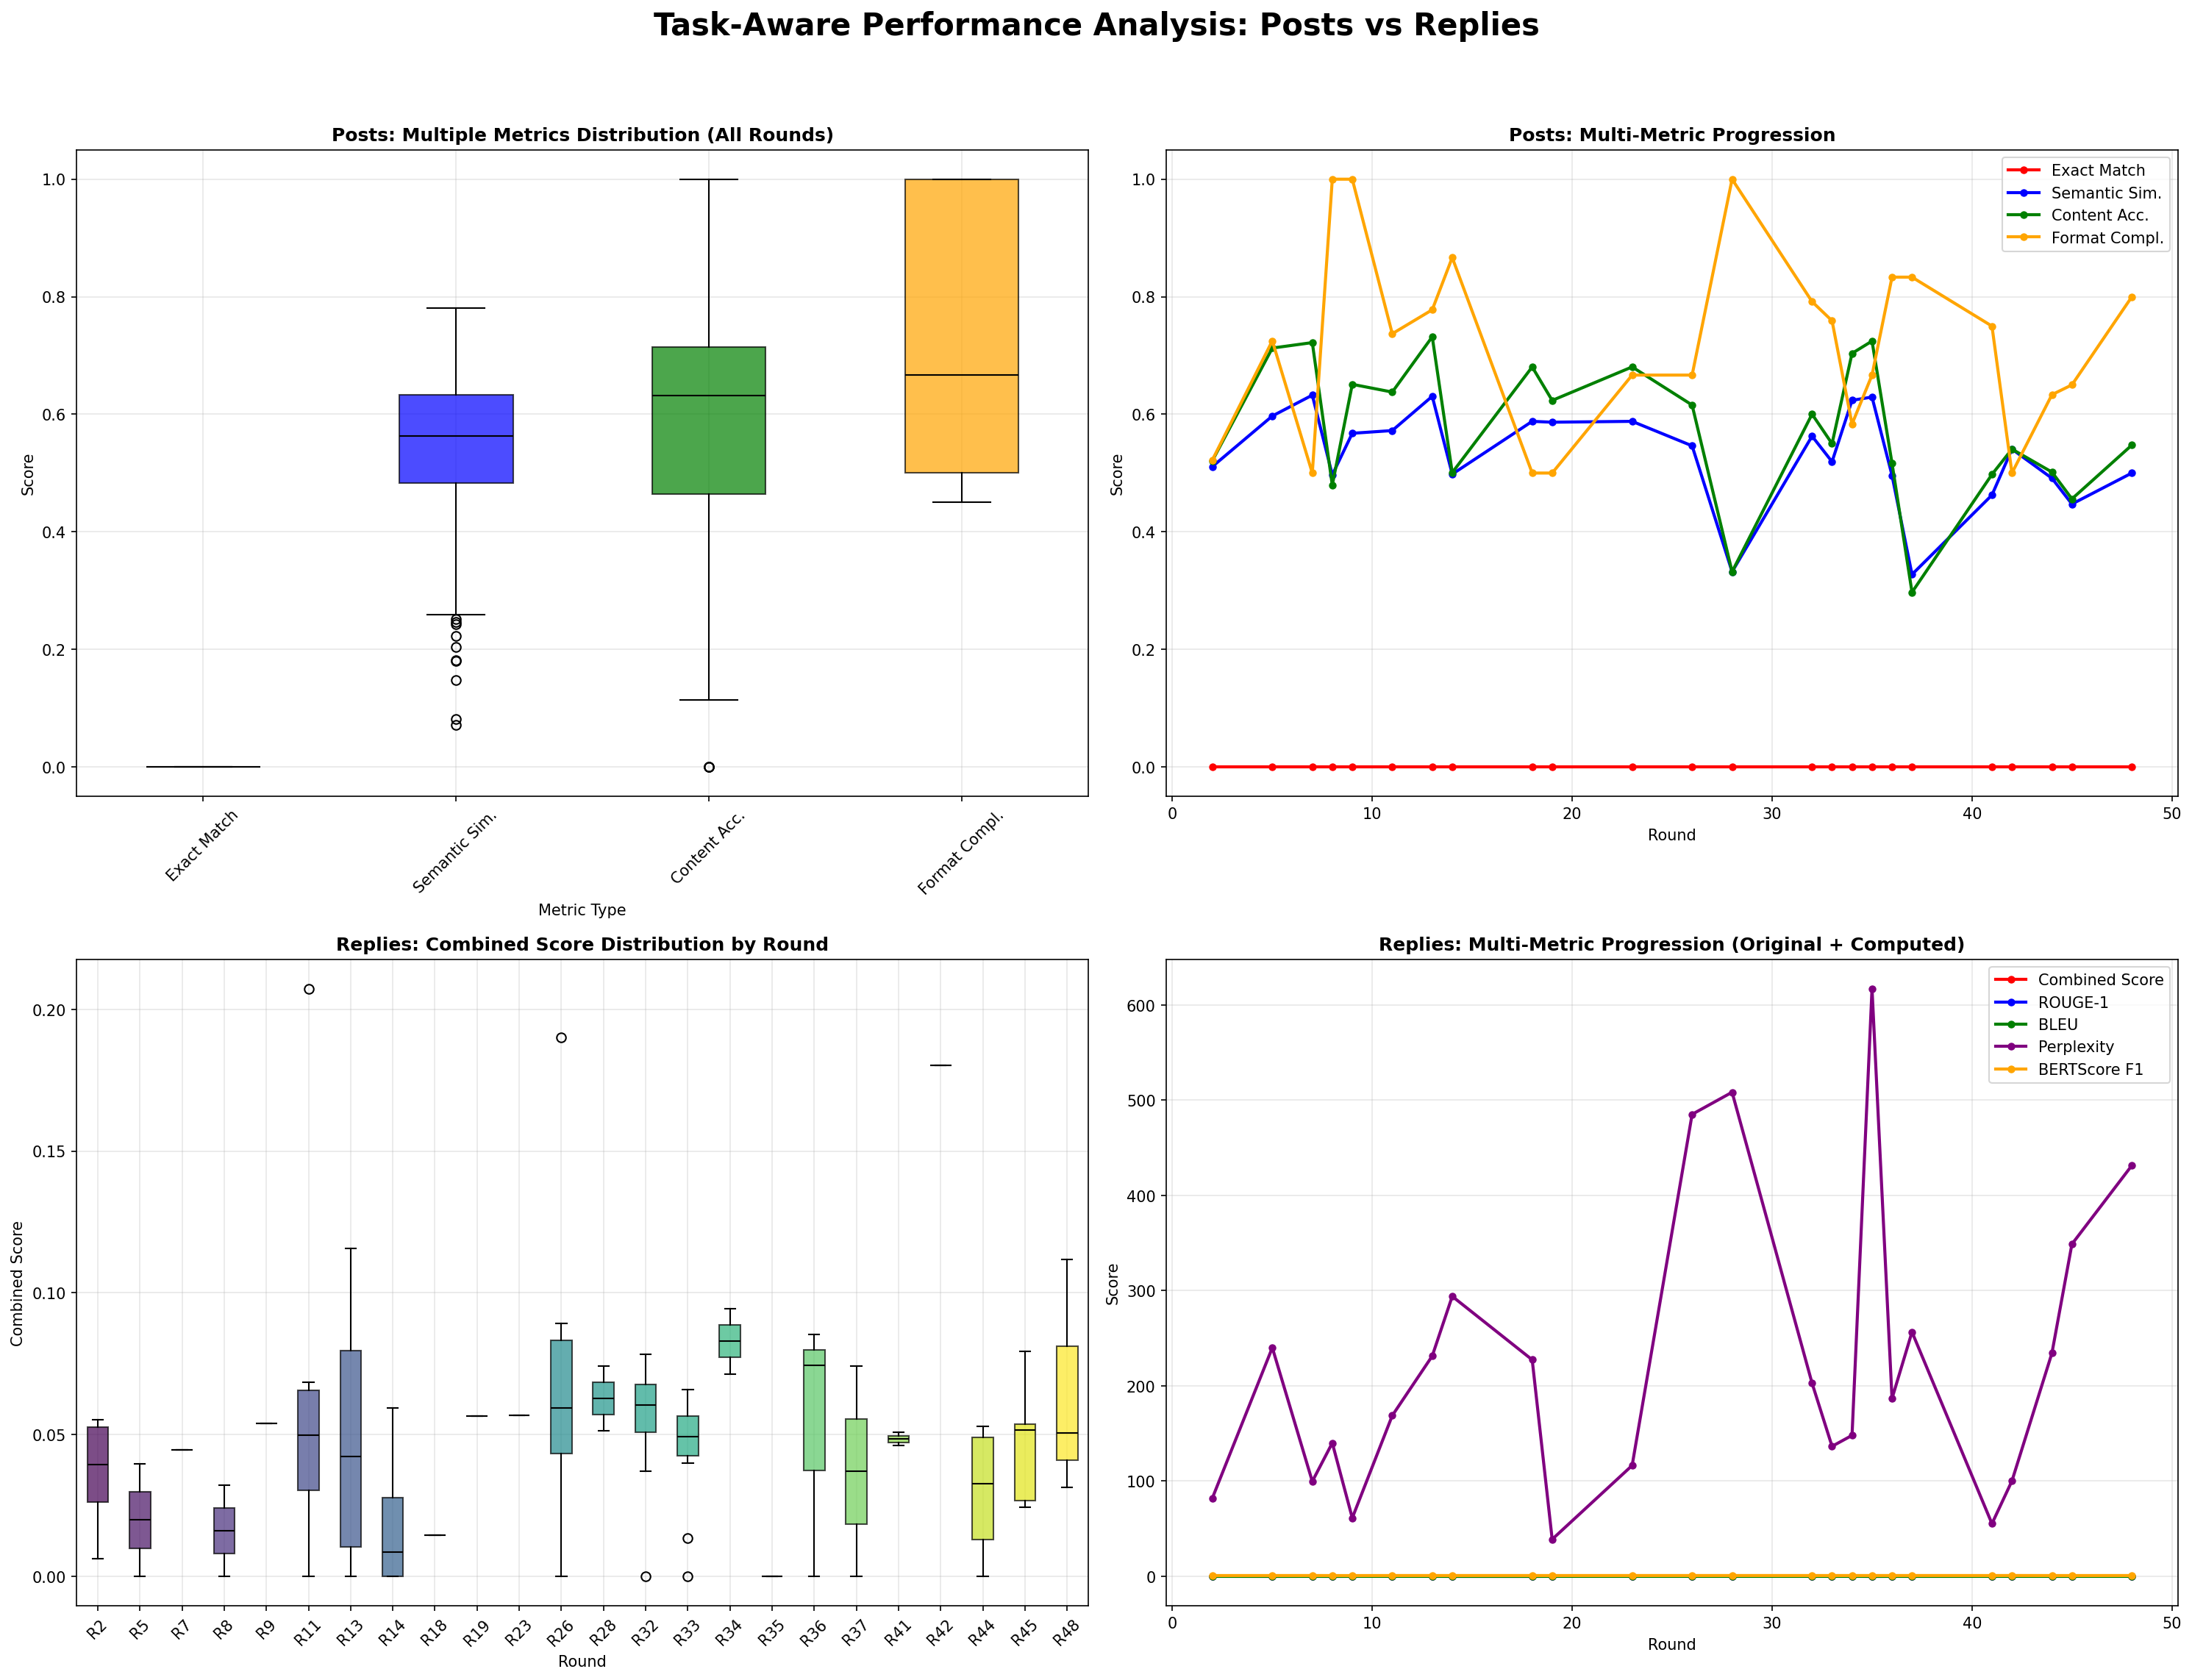 Task-Aware Performance Analysis: Posts vs Replies
Posts: Multiple Metrics Distribution (All Rounds)
Score
1.0
0.8
0.6
0.4
0.2
0.0
Exact Match
Semantic Sim.
Content Acc.
Format Compl.
Metric Type
Posts: Multi-Metric Progression
Score
1.0
0.8
0.6
0.4
0.2
0.0
0
10
20
30
40
50
Round
Exact Match
Semantic Sim.
Content Acc.
Format Compl.
Replies: Combined Score Distribution by Round
Combined Score
0.20
0.15
0.10
0.05
0.00
R2
R5
R7
R8
R9
R11
R13
R14
R18
R19
R23
R26
R28
R32
R33
R34
R35
R36
R37
R41
R42
R44
R45
R48
Round
Replies: Multi-Metric Progression (Original + Computed)
Score
600
500
400
300
200
100
0
0
10
20
30
40
50
Round
Combined Score
ROUGE-1
BLEU
Perplexity
BERTScore F1